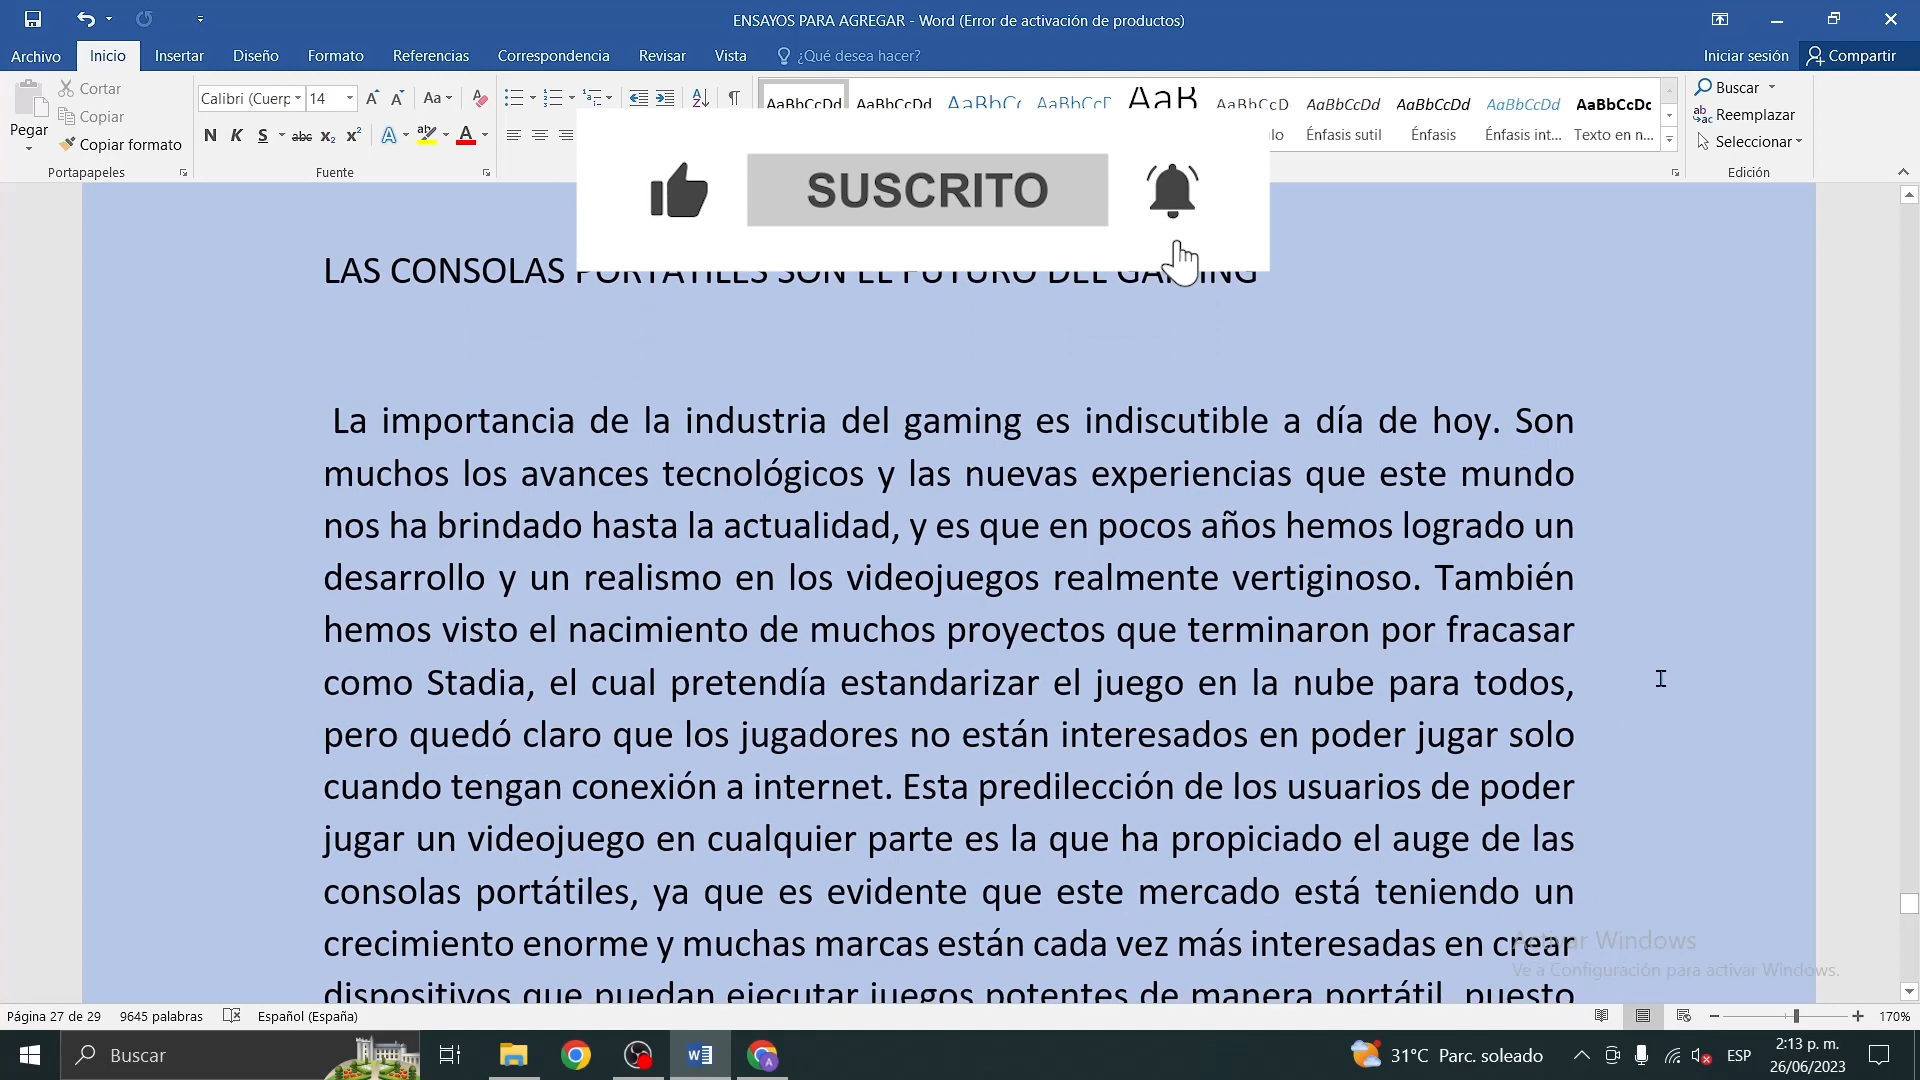 ENSAYOS PARA AGREGAR - Word (Error de activación de productos)
Archivo Inicio Insertar Diseño Formato Referencias Correspondencia Revisar Vista ¿Qué desea hacer? Iniciar sesión Compartir
Pegar
Cortar
Copiar
Copiar formato
Portapapeles
Calibri (Cuerp 14 Aa
N K S abc x₂ x² A ab A
Fuente
AaBbCcDd AaBbCcDd AaBbCc AaBbCcD AaB AaBbCcD AaBbCcDd AaBbCcDd AaBbCcDd AaBbCcDc
Énfasis sutil Énfasis Énfasis int... Texto en n...
Buscar
Reemplazar
Seleccionar
Edición
SUSCRITO
LAS CONSOLAS PORTÁTILES SON EL FUTURO DEL GAMING
La importancia de la industria del gaming es indiscutible a día de hoy. Son
muchos los avances tecnológicos y las nuevas experiencias que este mundo
nos ha brindado hasta la actualidad, y es que en pocos años hemos logrado un
desarrollo y un realismo en los videojuegos realmente vertiginoso. También
hemos visto el nacimiento de muchos proyectos que terminaron por fracasar
como Stadia, el cual pretendía estandarizar el juego en la nube para todos,
pero quedó claro que los jugadores no están interesados en poder jugar solo
cuando tengan conexión a internet. Esta predilección de los usuarios de poder
jugar un videojuego en cualquier parte es la que ha propiciado el auge de las
consolas portátiles, ya que es evidente que este mercado está teniendo un
crecimiento enorme y muchas marcas están cada vez más interesadas en crear
dispositivos que puedan ejecutar juegos potentes de manera portátil, puesto
Activar Windows
Ve a Configuración para activar Windows.
Página 27 de 29 9645 palabras Español (España) 170%
Buscar
31°C Parc. soleado ESP
2:13 p. m.
26/06/2023